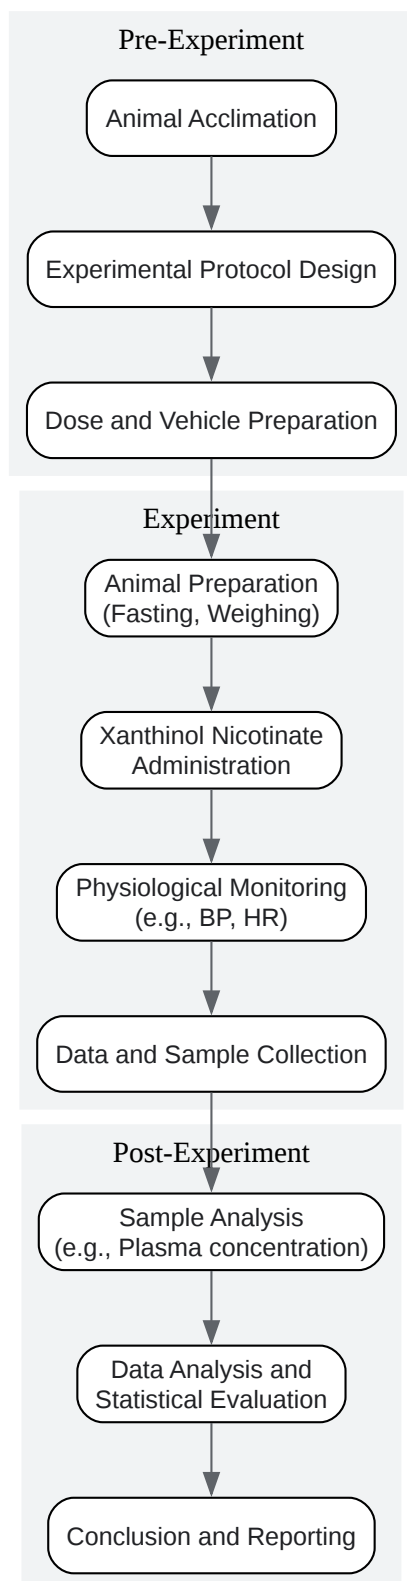 Pre-Experiment
Animal Acclimation
Experimental Protocol Design
Dose and Vehicle Preparation
Experiment
Animal Preparation
(Fasting, Weighing)
Xanthinol Nicotinate
Administration
Physiological Monitoring
(e.g., BP, HR)
Data and Sample Collection
Post-Experiment
Sample Analysis
(e.g., Plasma concentration)
Data Analysis and
Statistical Evaluation
Conclusion and Reporting